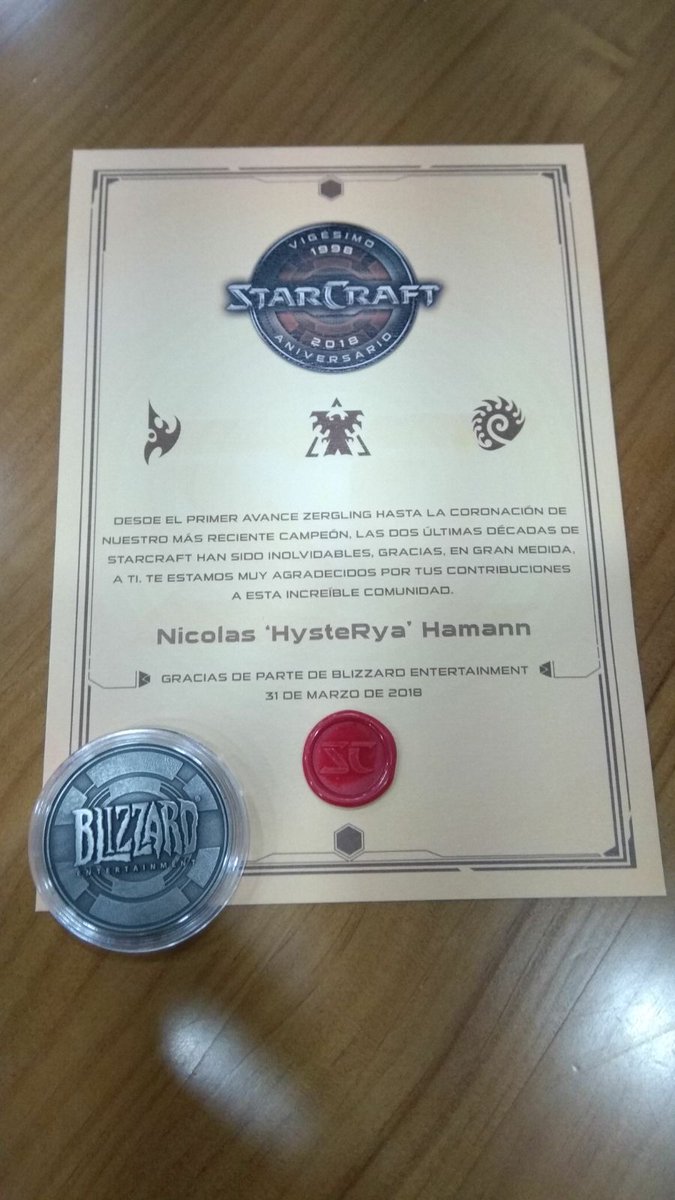 VIGÉSIMO
1998
STARCRAFT
2018
ANIVERSARIO
DESDE EL PRIMER AVANCE ZERGLING HASTA LA CORONACIÓN DE
NUESTRO MÁS RECIENTE CAMPEÓN, LAS DOS ÚLTIMAS DÉCADAS DE
STARCRAFT HAN SIDO INOLVIDABLES, GRACIAS, EN GRAN MEDIDA,
A TI. TE ESTAMOS MUY AGRADECIDOS POR TUS CONTRIBUCIONES
A ESTA INCREÍBLE COMUNIDAD.
Nicolas ‘HysteRya’ Hamann
GRACIAS DE PARTE DE BLIZZARD ENTERTAINMENT
31 DE MARZO DE 2018
SC
BLIZZARD
ENTERTAINMENT